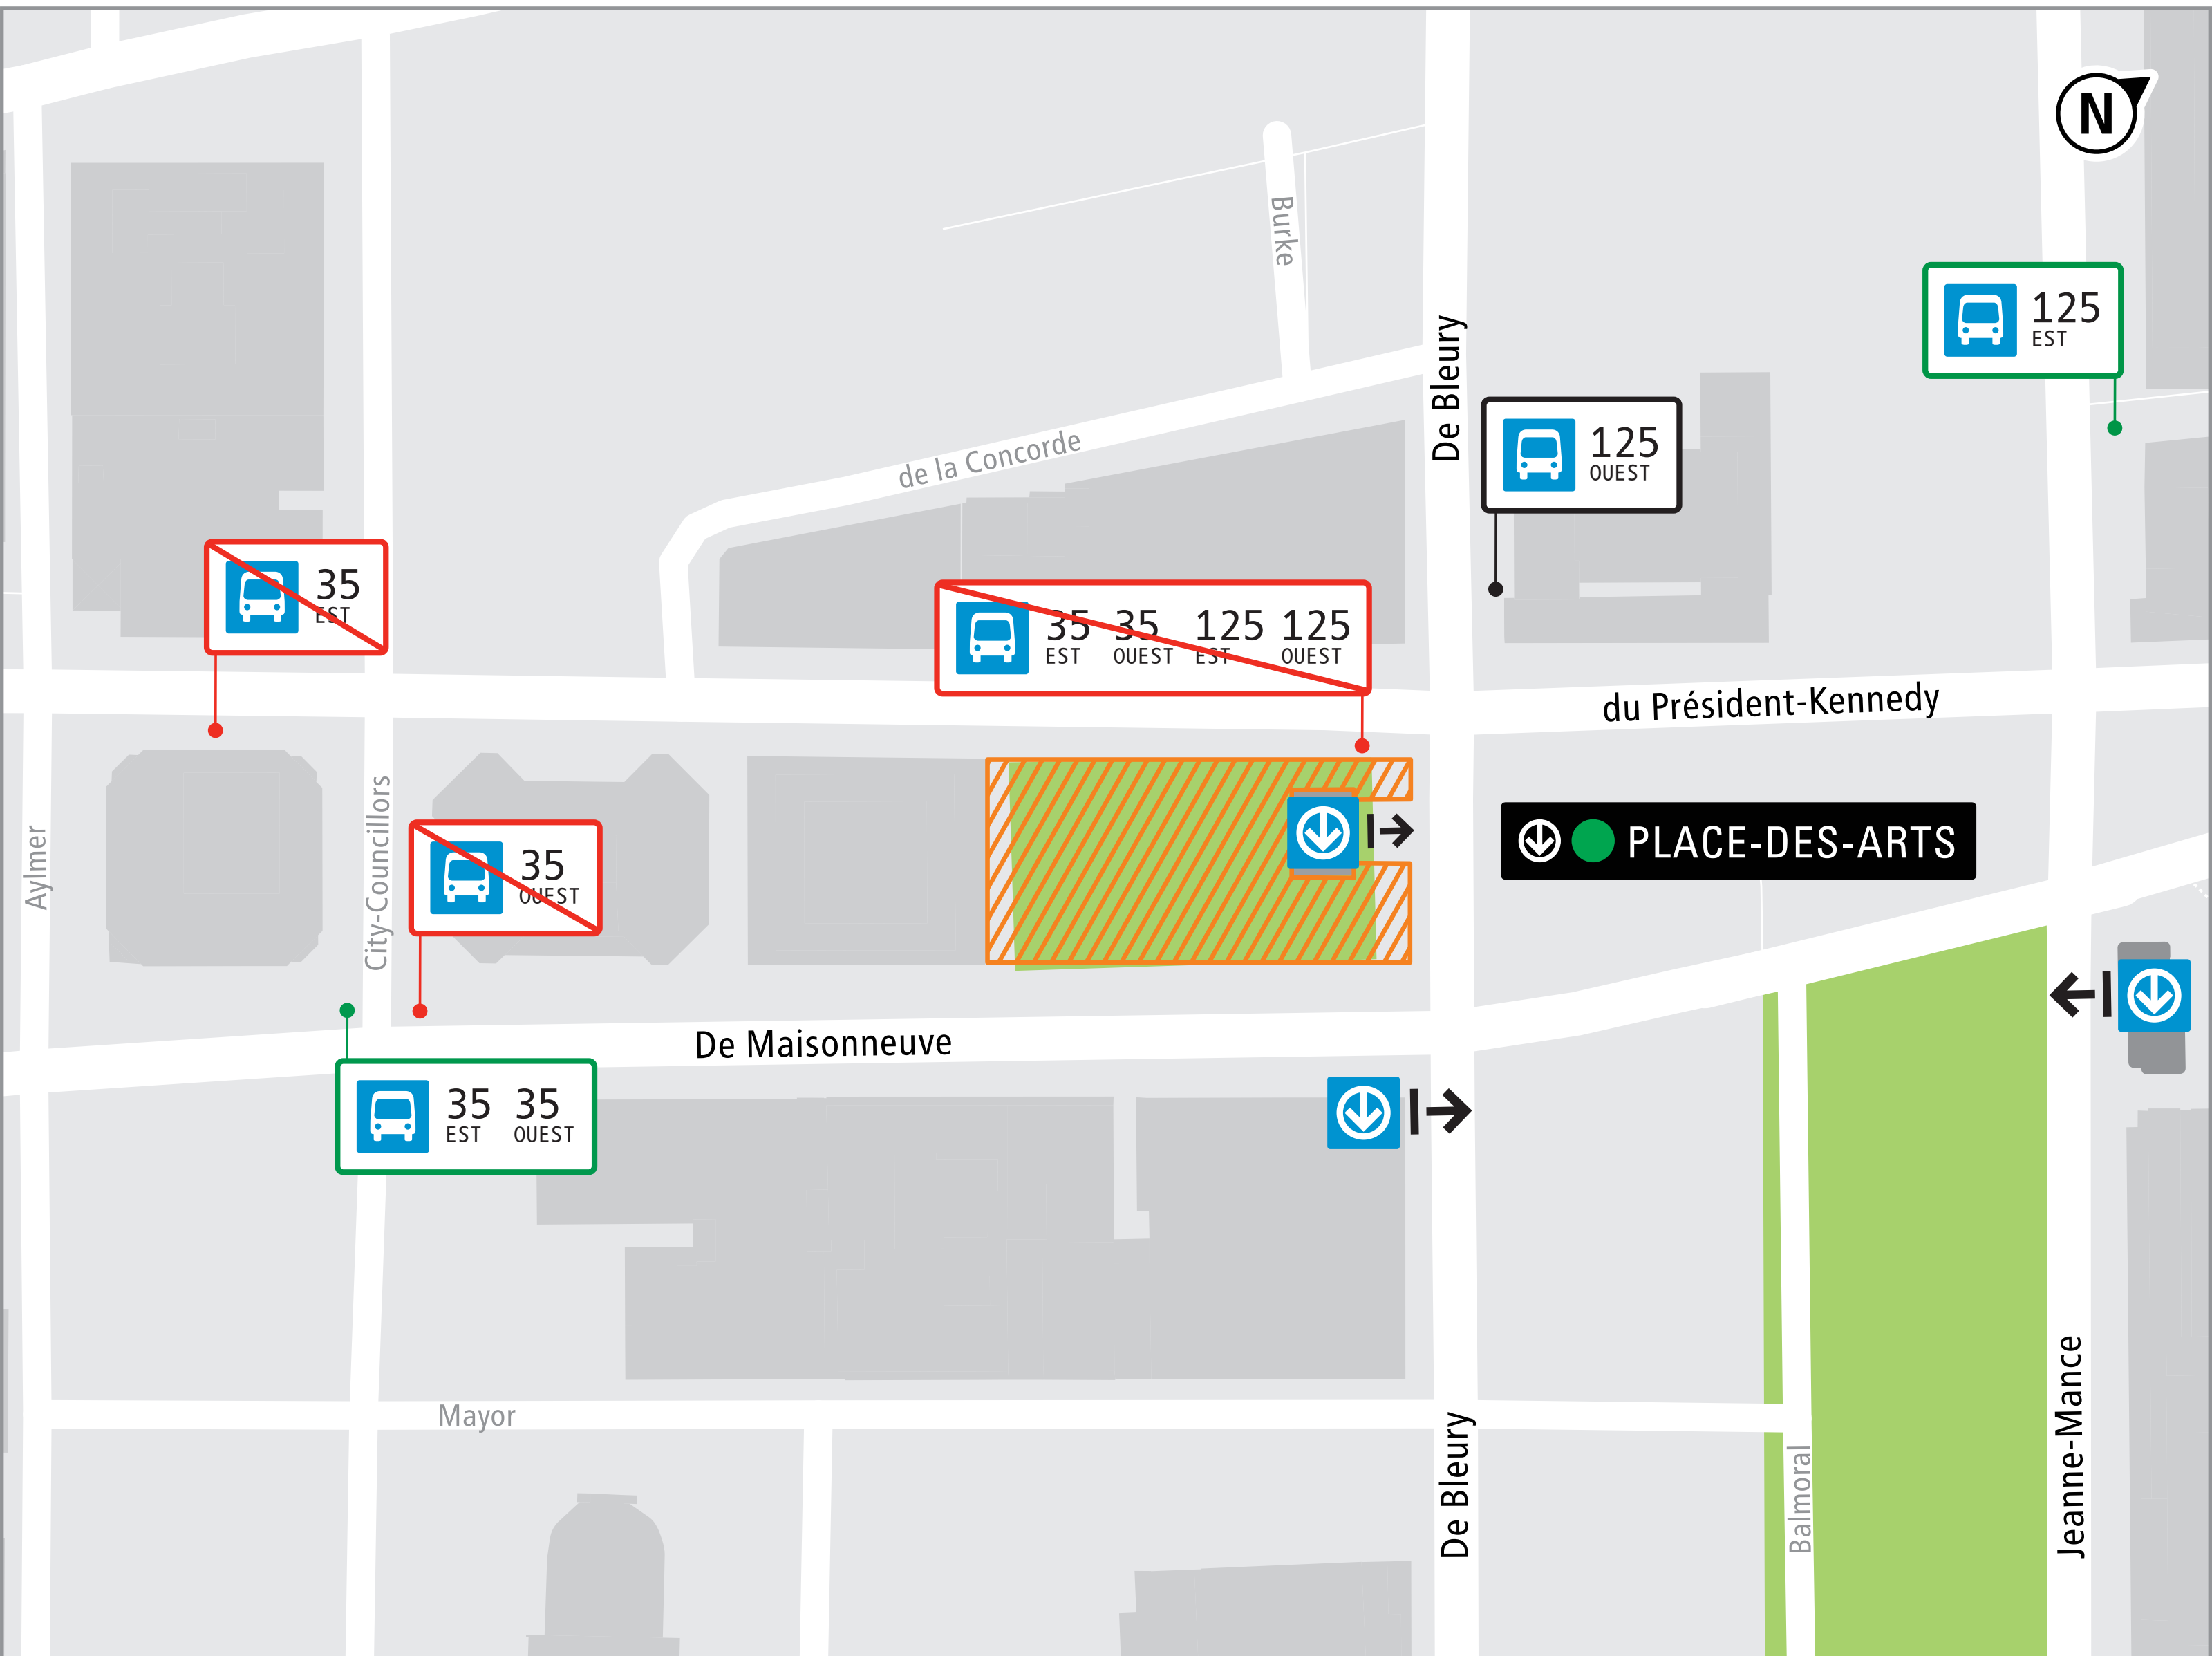 N
Burke
De Bleury
125
EST
125
OUEST
de la Concorde
35
EST
35 35 125 125
EST OUEST EST OUEST
du Président-Kennedy
Aylmer
City-Councillors
35
OUEST
PLACE-DES-ARTS
De Maisonneuve
35 35
EST OUEST
Mayor
De Bleury
Balmoral
Jeanne-Mance